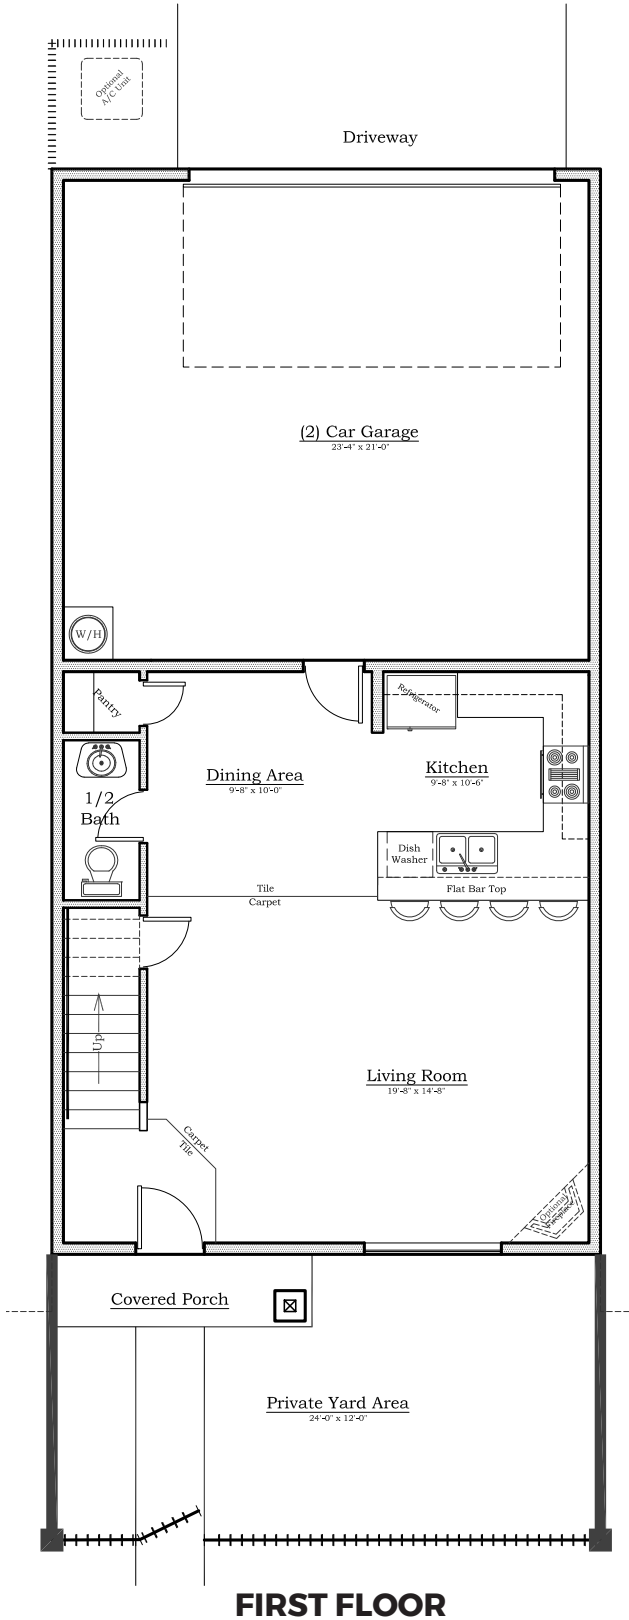 Optional
A/C Unit
Driveway
(2) Car Garage
23'-4" x 21'-0"
W/H
Pantry
Refrigerator
Dining Area
9'-8" x 10'-0"
Kitchen
9'-8" x 10'-6"
1/2
Bath
Dish
Washer
Tile
Carpet
Flat Bar Top
Up
Living Room
19'-8" x 14'-8"
Carpet
Tile
Optional
Fireplace
Covered Porch
Private Yard Area
24'-0" x 12'-0"
FIRST FLOOR